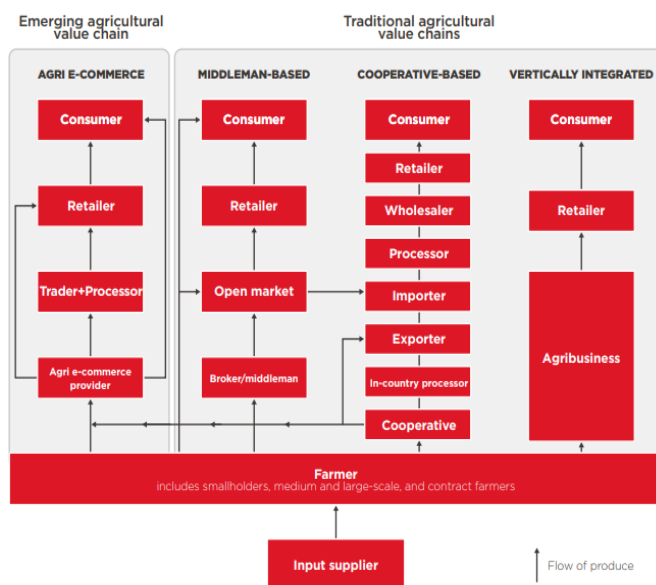 Emerging agricultural
value chain
Traditional agricultural
value chains
AGRI E-COMMERCE
MIDDLEMAN-BASED
COOPERATIVE-BASED
VERTICALLY INTEGRATED
Consumer
Consumer
Consumer
Consumer
Retailer
Retailer
Retailer
Wholesaler
Retailer
Processor
Trader+Processor
Open market
Importer
Exporter
Agribusiness
Agri e-commerce
provider
Broker/middleman
In-country processor
Cooperative
Farmer
includes smallholders, medium and large-scale, and contract farmers
Input supplier
Flow of produce